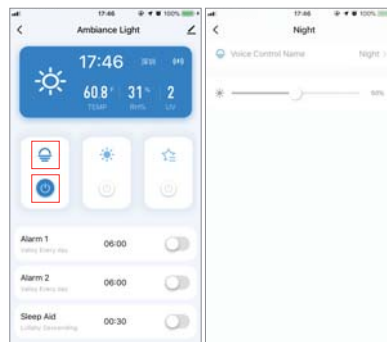 17:46
100%
Ambiance Light
17:46
60.8°
31%
2
TEMP
RH%
UV
Alarm 1
06:00
Alarm 2
06:00
Sleep Aid
00:30
17:46
100%
Night
Voice Control Name
Night